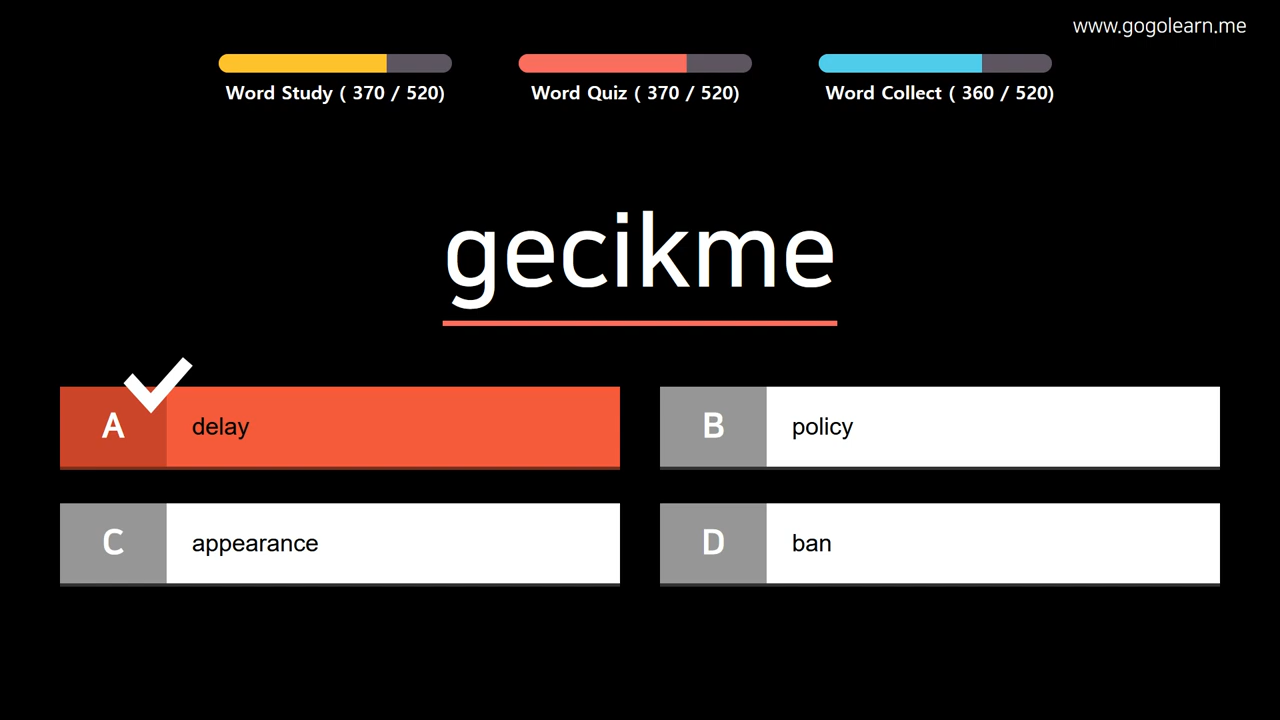 www.gogolearn.me
Word Study ( 370 / 520)
Word Quiz ( 370 / 520)
Word Collect ( 360 / 520)
gecikme
A delay
B policy
C appearance
D ban